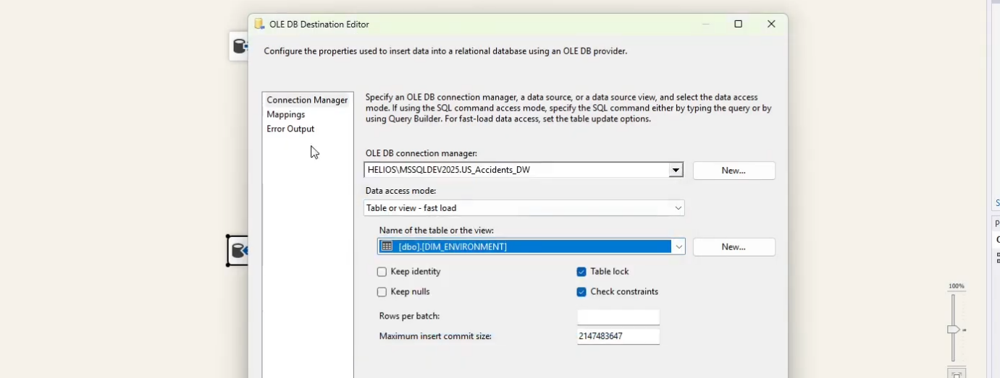 OLE DB Destination Editor
Configure the properties used to insert data into a relational database using an OLE DB provider.
Connection Manager
Mappings
Error Output
Specify an OLE DB connection manager, a data source, or a data source view, and select the data access
mode. If using the SQL command access mode, specify the SQL command either by typing the query or by
using Query Builder. For fast-load data access, set the table update options.
OLE DB connection manager:
HELIOS\MSSQLDEV2025.US_Accidents_DW
New...
Data access mode:
Table or view - fast load
Name of the table or the view:
[dbo].[DIM_ENVIRONMENT]
New...
Keep identity
Table lock
Keep nulls
Check constraints
Rows per batch:
Maximum insert commit size:
2147483647
100%